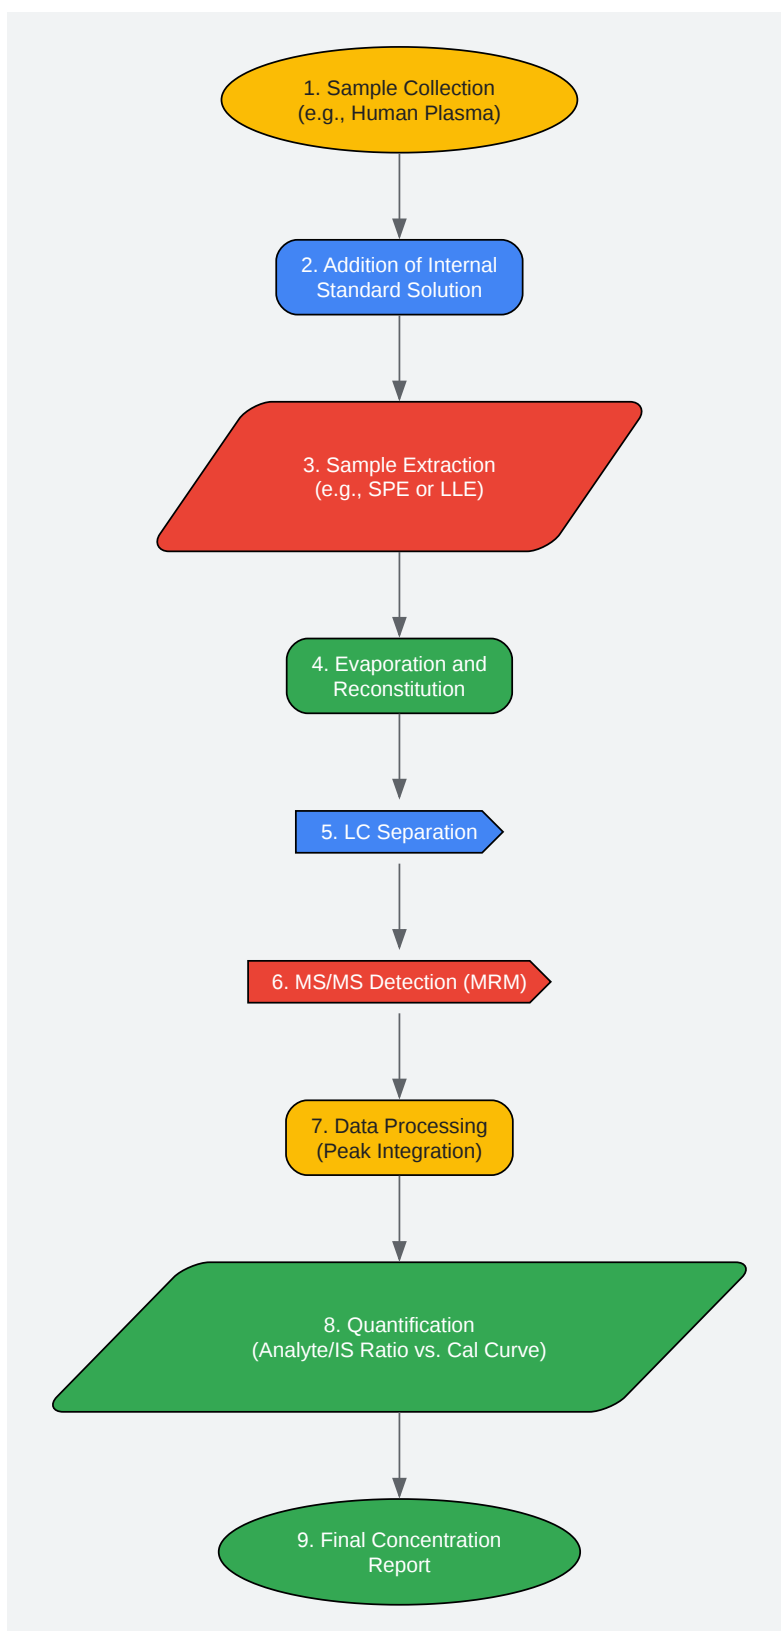 1. Sample Collection
(e.g., Human Plasma)
2. Addition of Internal
Standard Solution
3. Sample Extraction
(e.g., SPE or LLE)
4. Evaporation and
Reconstitution
5. LC Separation
6. MS/MS Detection (MRM)
7. Data Processing
(Peak Integration)
8. Quantification
(Analyte/IS Ratio vs. Cal Curve)
9. Final Concentration
Report